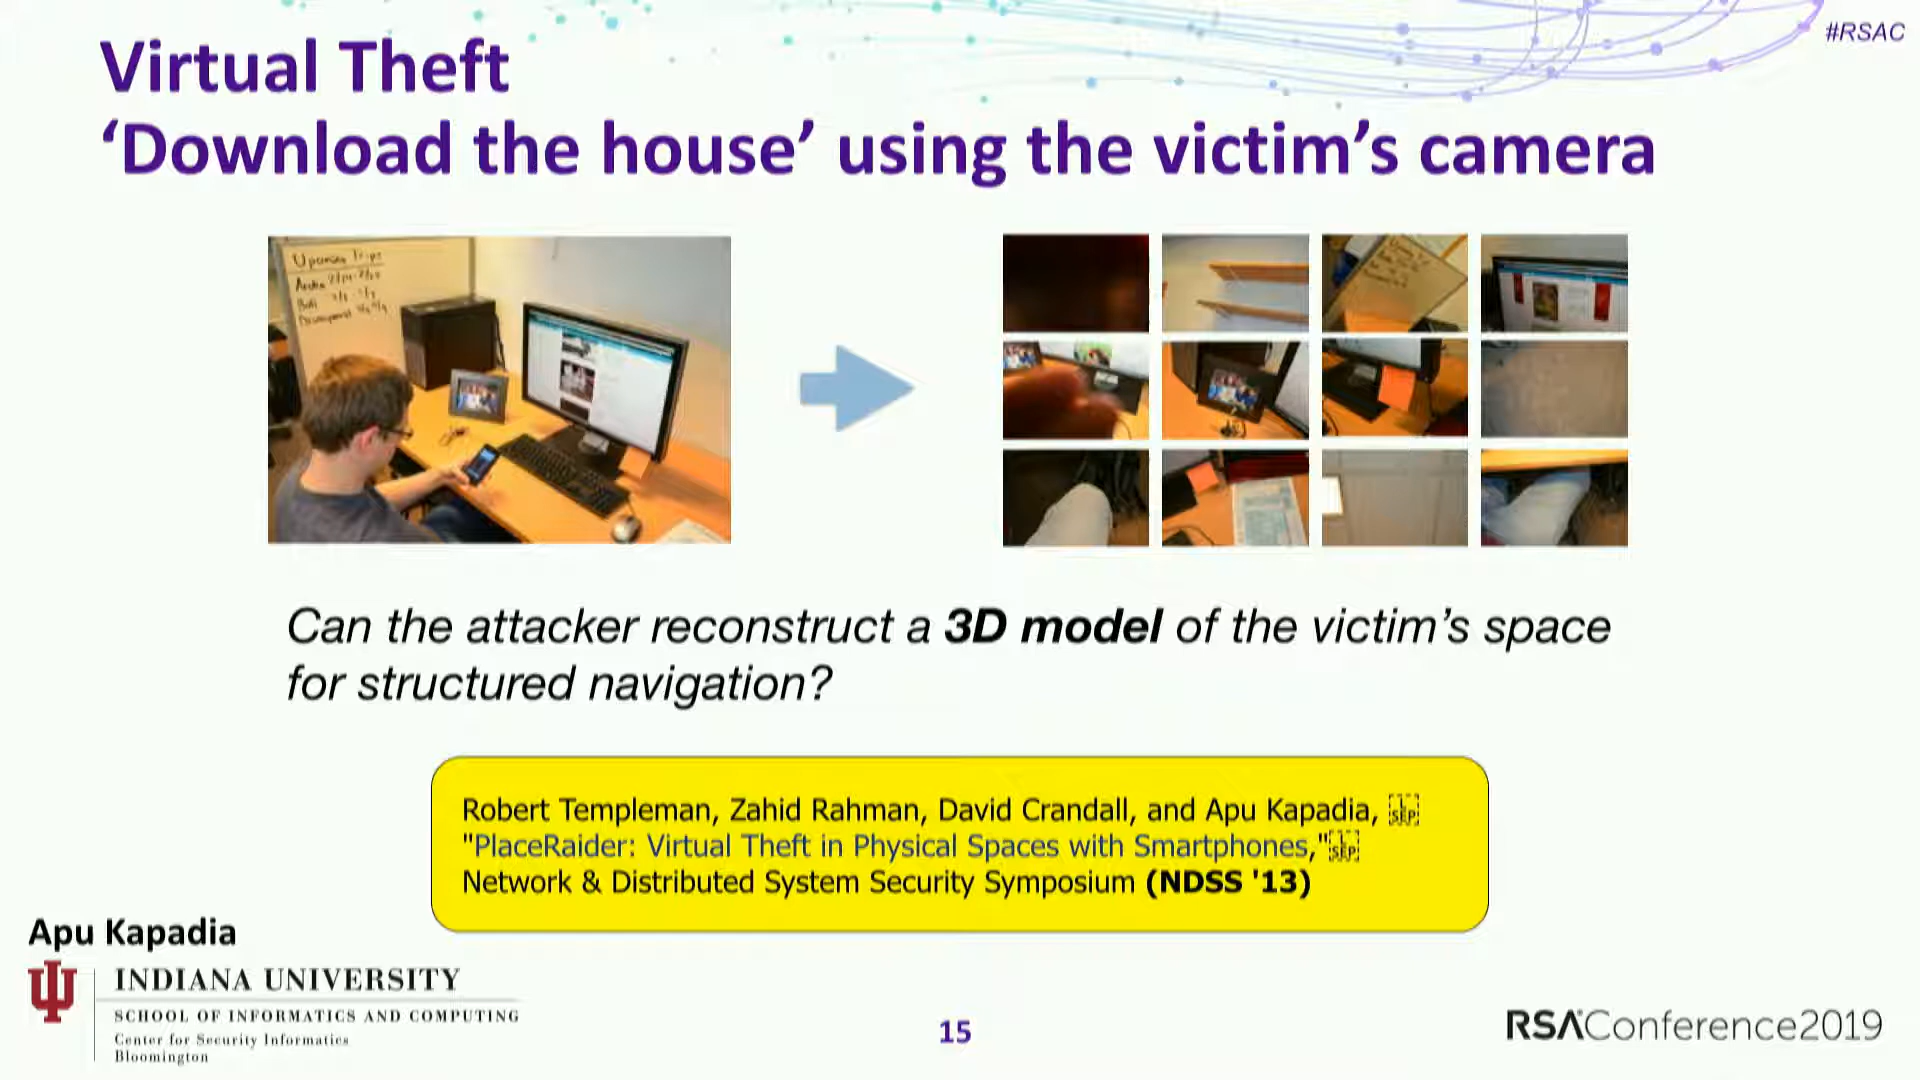 #RSAC
Virtual Theft
‘Download the house’ using the victim’s camera
Upcoming Trips
Can the attacker reconstruct a 3D model of the victim’s space
for structured navigation?
Robert Templeman, Zahid Rahman, David Crandall, and Apu Kapadia,
"PlaceRaider: Virtual Theft in Physical Spaces with Smartphones,"
Network & Distributed System Security Symposium (NDSS '13)
Apu Kapadia
INDIANA UNIVERSITY
SCHOOL OF INFORMATICS AND COMPUTING
Center for Security Informatics
Bloomington
15
RSAConference2019